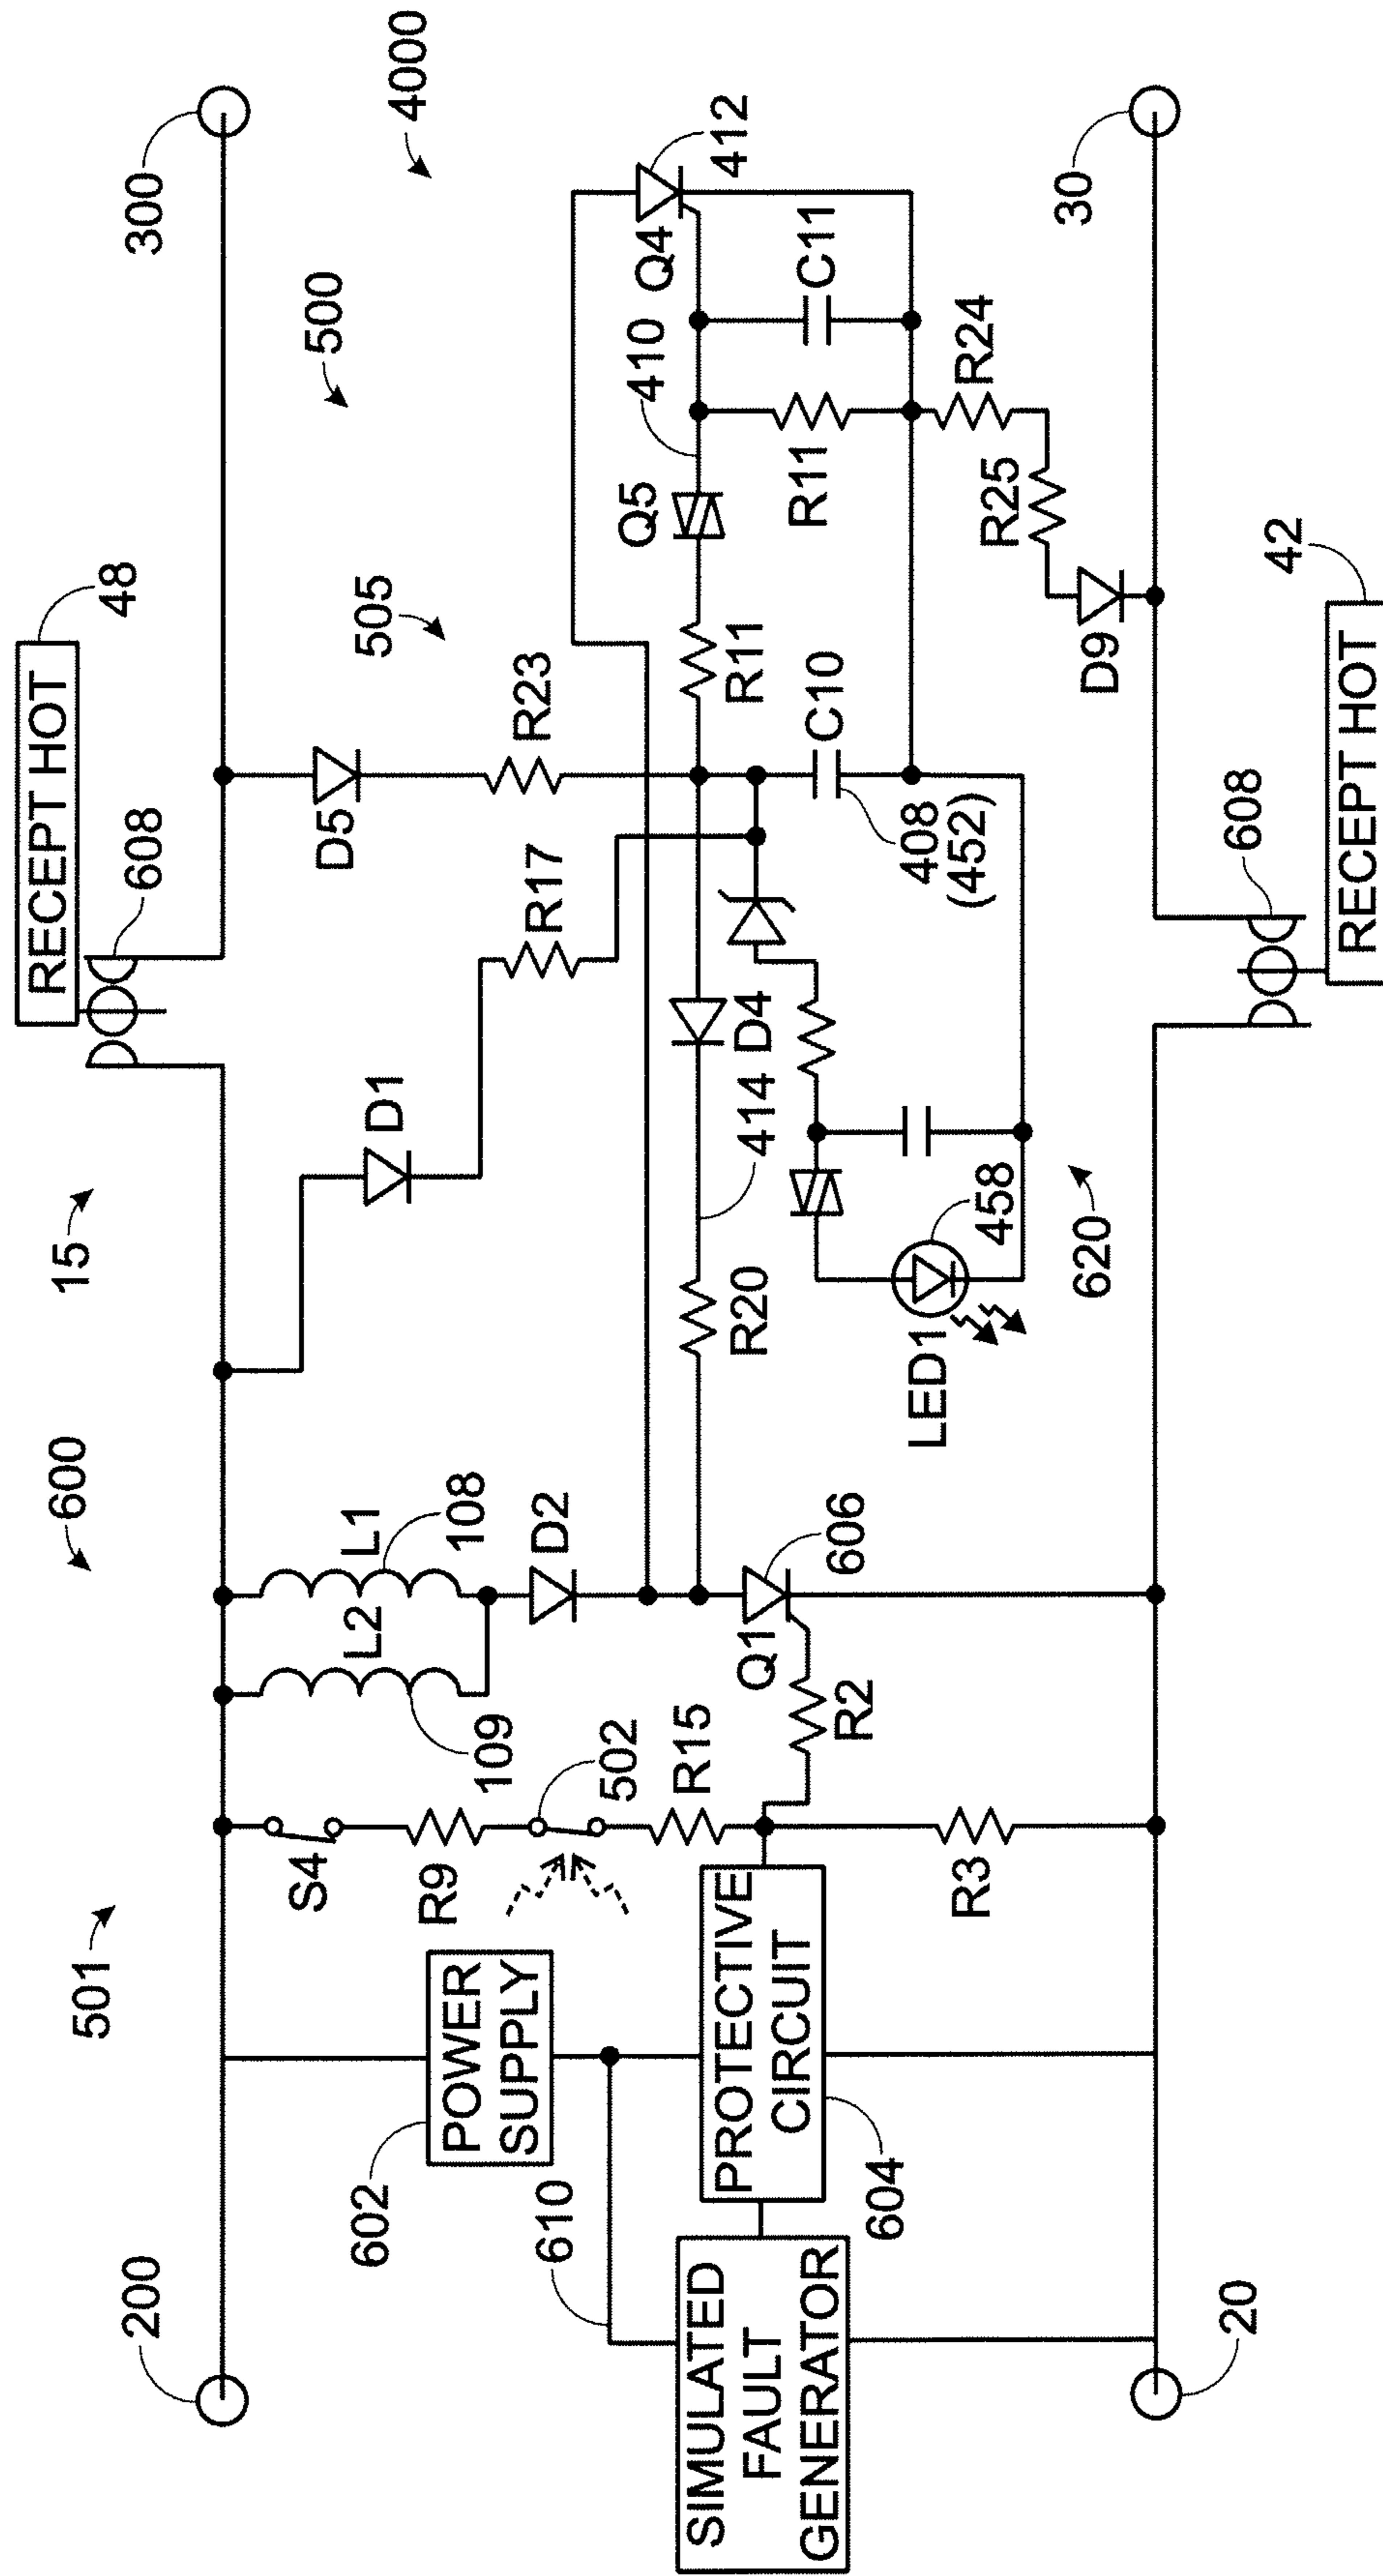 RECEPT HOT
48
608
300
4000
500
15
600
501
200
505
D5
R23
R17
D1
L1
108
L2
109
D2
S4
R9
502
R15
POWER
SUPPLY
602
610
412
Q4
410
C11
Q5
R11
R11
R24
R25
D9
C10
408
(452)
D4
414
R20
458
LED1
620
606
Q1
R2
R3
PROTECTIVE
CIRCUIT
604
SIMULATED
FAULT
GENERATOR
20
30
608
42
RECEPT HOT